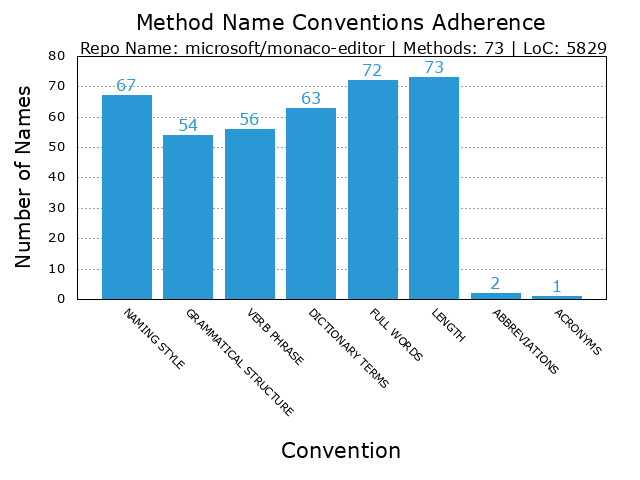 Method Name Conventions Adherence
Repo Name: microsoft/monaco-editor | Methods: 73 | LoC: 5829
Number of Names
80
70
60
50
40
30
20
10
0
67
54
56
63
72
73
2
1
NAMING STYLE
GRAMMATICAL STRUCTURE
VERB PHRASE
DICTIONARY TERMS
FULL WORDS
LENGTH
ABBREVIATIONS
ACRONYMS
Convention